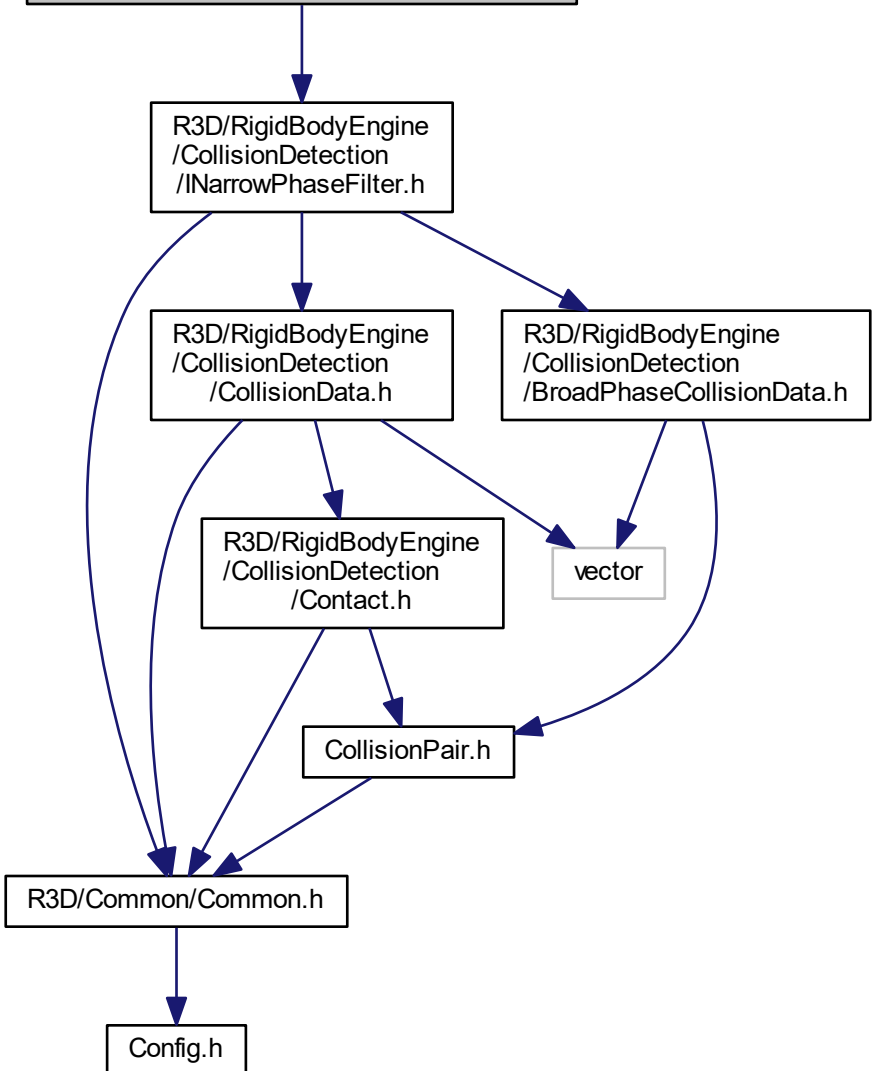 R3D/RigidBodyEngine
/CollisionDetection
/INarrowPhaseFilter.h
R3D/RigidBodyEngine
/CollisionDetection
/CollisionData.h
R3D/RigidBodyEngine
/CollisionDetection
/BroadPhaseCollisionData.h
R3D/RigidBodyEngine
/CollisionDetection
/Contact.h
vector
CollisionPair.h
R3D/Common/Common.h
Config.h